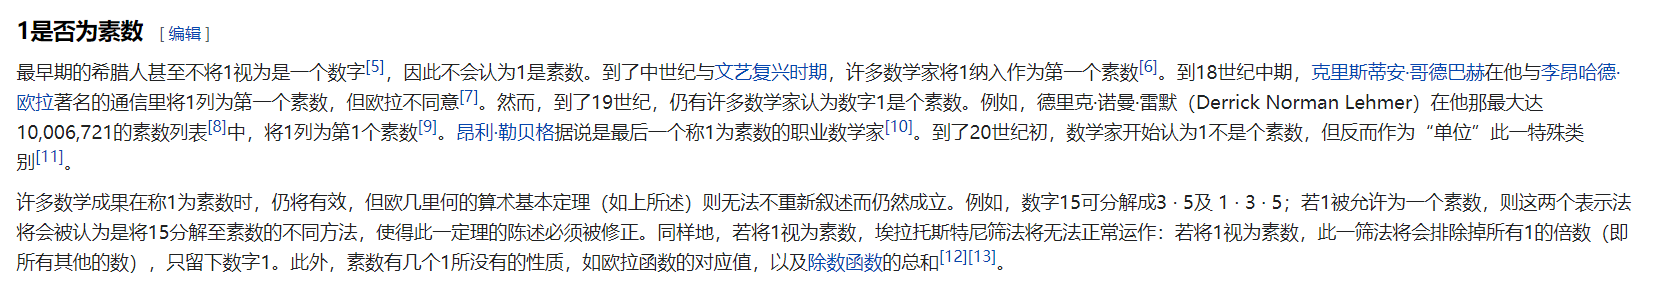 1是否为素数 [ 编辑 ]
最早期的希腊人甚至不将1视为是一个数字[5]，因此不会认为1是素数。到了中世纪与文艺复兴时期，许多数学家将1纳入作为第一个素数[6]。到18世纪中期，克里斯蒂安·哥德巴赫在他与李昂哈德·
欧拉著名的通信里将1列为第一个素数，但欧拉不同意[7]。然而，到了19世纪，仍有许多数学家认为数字1是个素数。例如，德里克·诺曼·雷默（Derrick Norman Lehmer）在他那最大达
10,006,721的素数列表[8]中，将1列为第1个素数[9]。昂利·勒贝格据说是最后一个称1为素数的职业数学家[10]。到了20世纪初，数学家开始认为1不是个素数，但反而作为“单位”此一特殊类
别[11]。
许多数学成果在称1为素数时，仍将有效，但欧几里何的算术基本定理（如上所述）则无法不重新叙述而仍然成立。例如，数字15可分解成3 · 5及 1 · 3 · 5；若1被允许为一个素数，则这两个表示法
将会被认为是将15分解至素数的不同方法，使得此一定理的陈述必须被修正。同样地，若将1视为素数，埃拉托斯特尼筛法将无法正常运作：若将1视为素数，此一筛法将会排除掉所有1的倍数（即
所有其他的数），只留下数字1。此外，素数有几个1所没有的性质，如欧拉函数的对应值，以及除数函数的总和[12][13]。